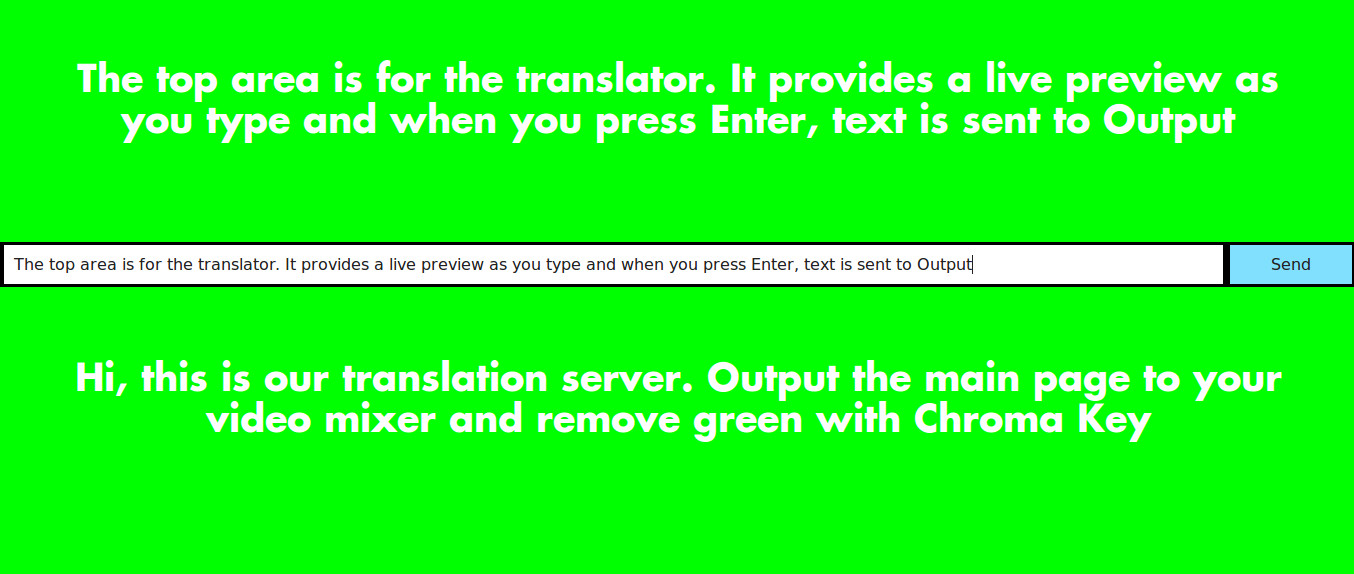 The top area is for the translator. It provides a live preview as
you type and when you press Enter, text is sent to Output
The top area is for the translator. It provides a live preview as you type and when you press Enter, text is sent to Output
Send
Hi, this is our translation server. Output the main page to your
video mixer and remove green with Chroma Key